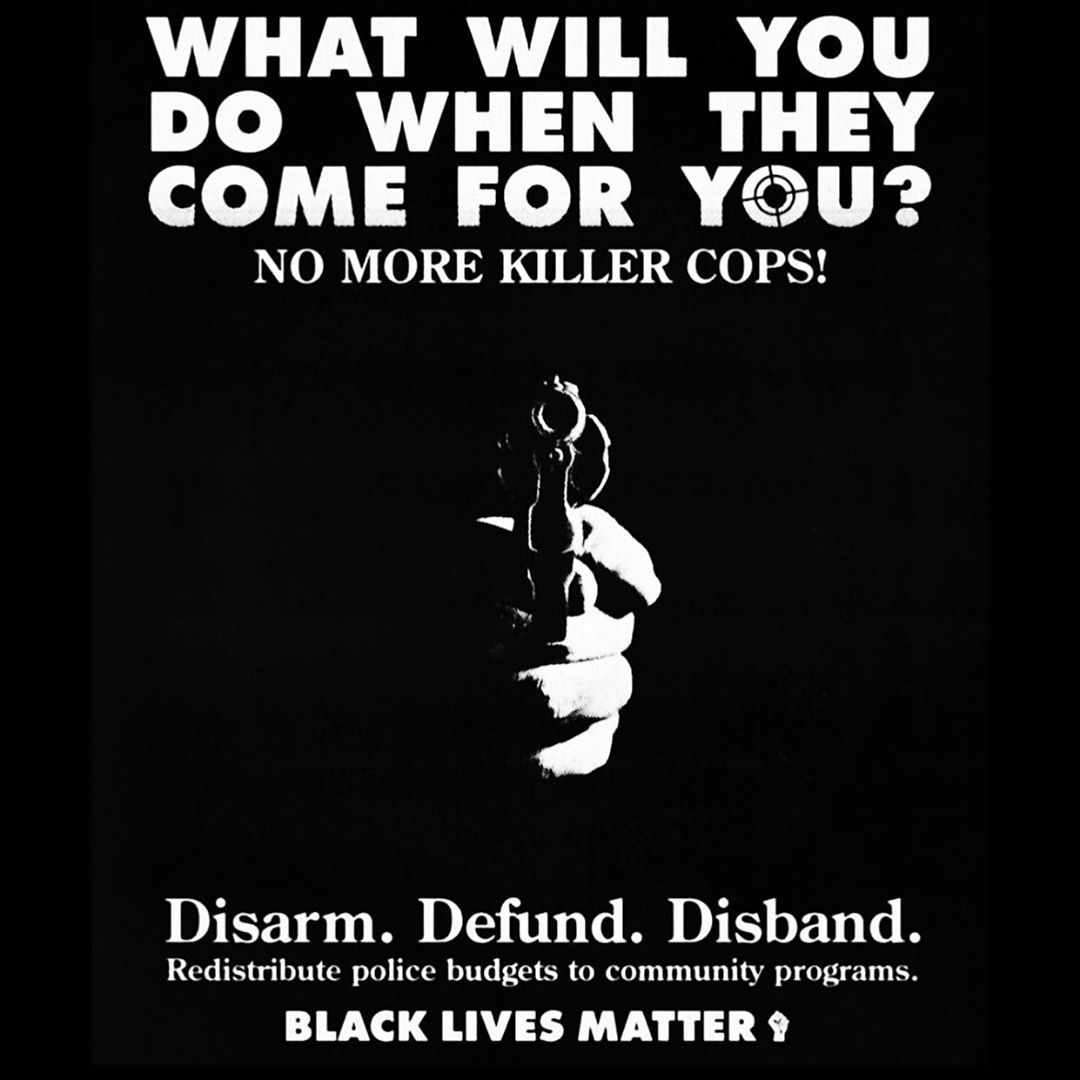 WHAT WILL YOU
DO WHEN THEY
COME FOR YOU?
NO MORE KILLER COPS!
Disarm. Defund. Disband.
Redistribute police budgets to community programs.
BLACK LIVES MATTER